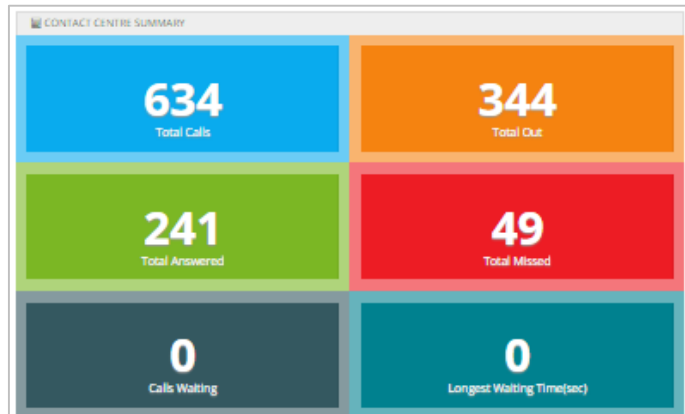 CONTACT CENTRE SUMMARY
634
Total Calls
344
Total Out
241
Total Answered
49
Total Missed
0
Calls Waiting
0
Longest Waiting Time(sec)